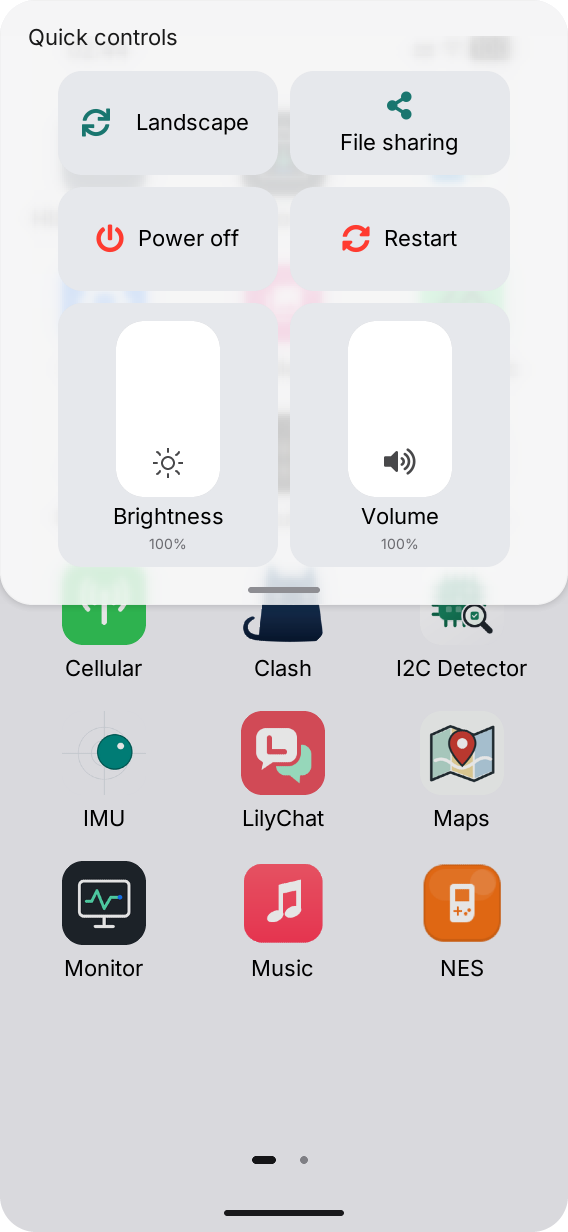 Quick controls
Landscape
File sharing
Power off
Restart
Brightness
100%
Volume
100%
Cellular
Clash
I2C Detector
IMU
LilyChat
Maps
Monitor
Music
NES